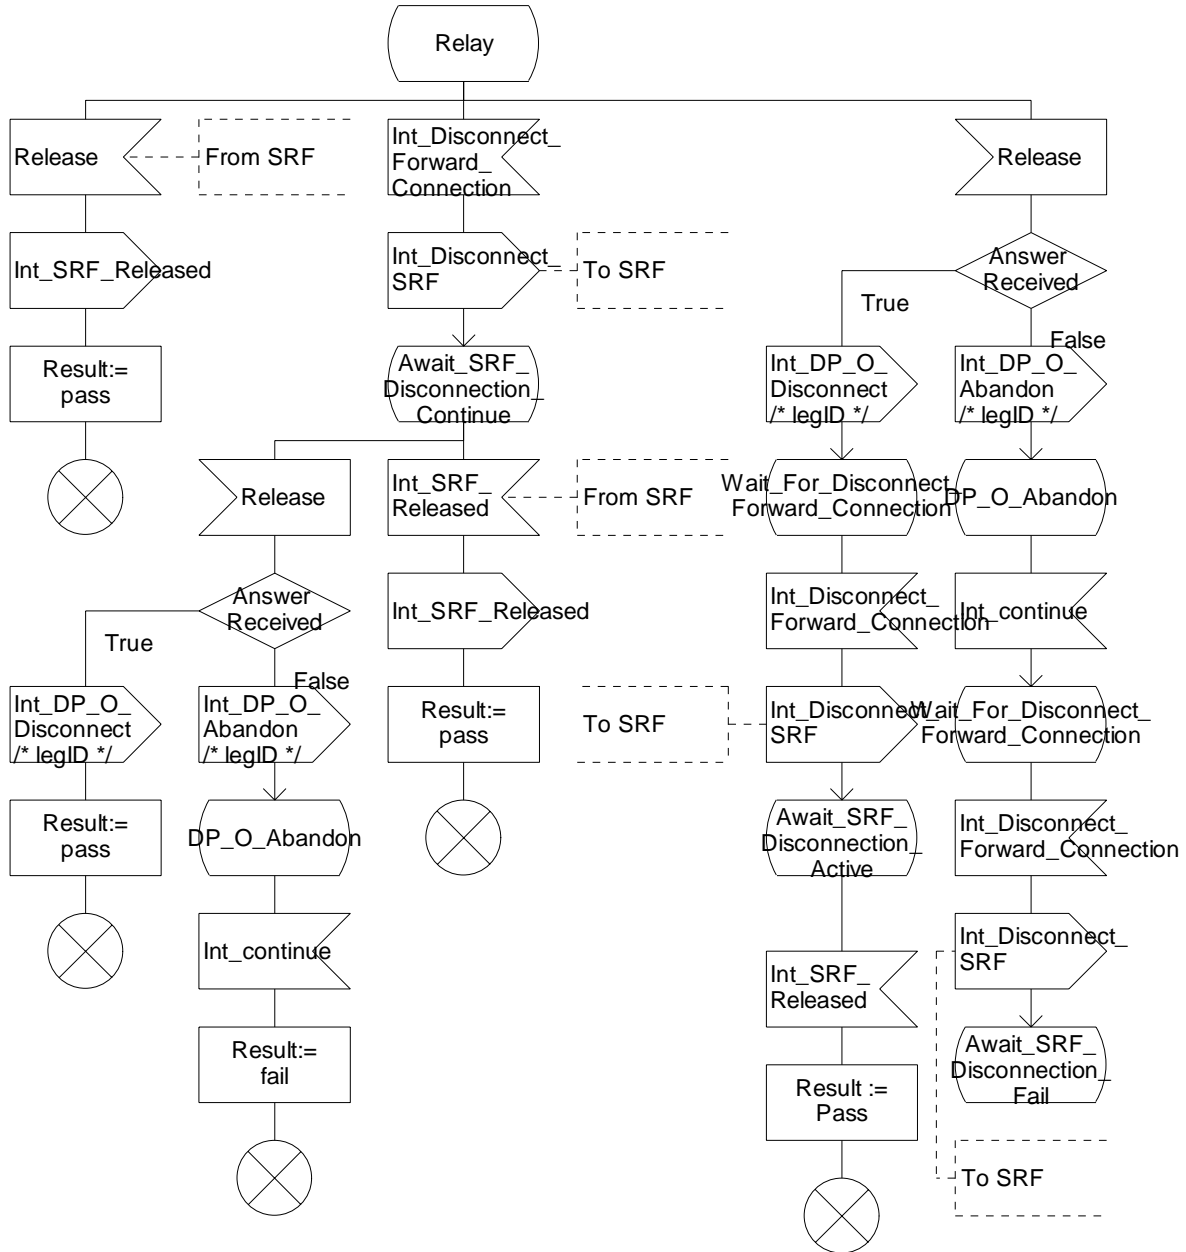 Relay
Release
From SRF
Int_Disconnect_
Forward_
Connection
Release
Int_SRF_Released
Int_Disconnect_
SRF
To SRF
Answer
Received
True
False
Result:=
pass
Await_SRF_
Disconnection_
Continue
Int_DP_O_
Disconnect
/* legID */
Int_DP_O_
Abandon
/* legID */
Release
Int_SRF_
Released
From SRF
Wait_For_Disconnect_
Forward_Connection
DP_O_Abandon
Answer
Received
True
False
Int_SRF_Released
Int_Disconnect_
Forward_Connection
Int_continue
Int_DP_O_
Disconnect
/* legID */
Int_DP_O_
Abandon
/* legID */
Result:=
pass
To SRF
Int_Disconnect_
SRF
Wait_For_Disconnect_
Forward_Connection
Result:=
pass
DP_O_Abandon
Await_SRF_
Disconnection_
Active
Int_Disconnect_
Forward_Connection
Int_continue
Int_SRF_
Released
Int_Disconnect_
SRF
Result:=
fail
Result :=
Pass
Await_SRF_
Disconnection_
Fail
To SRF